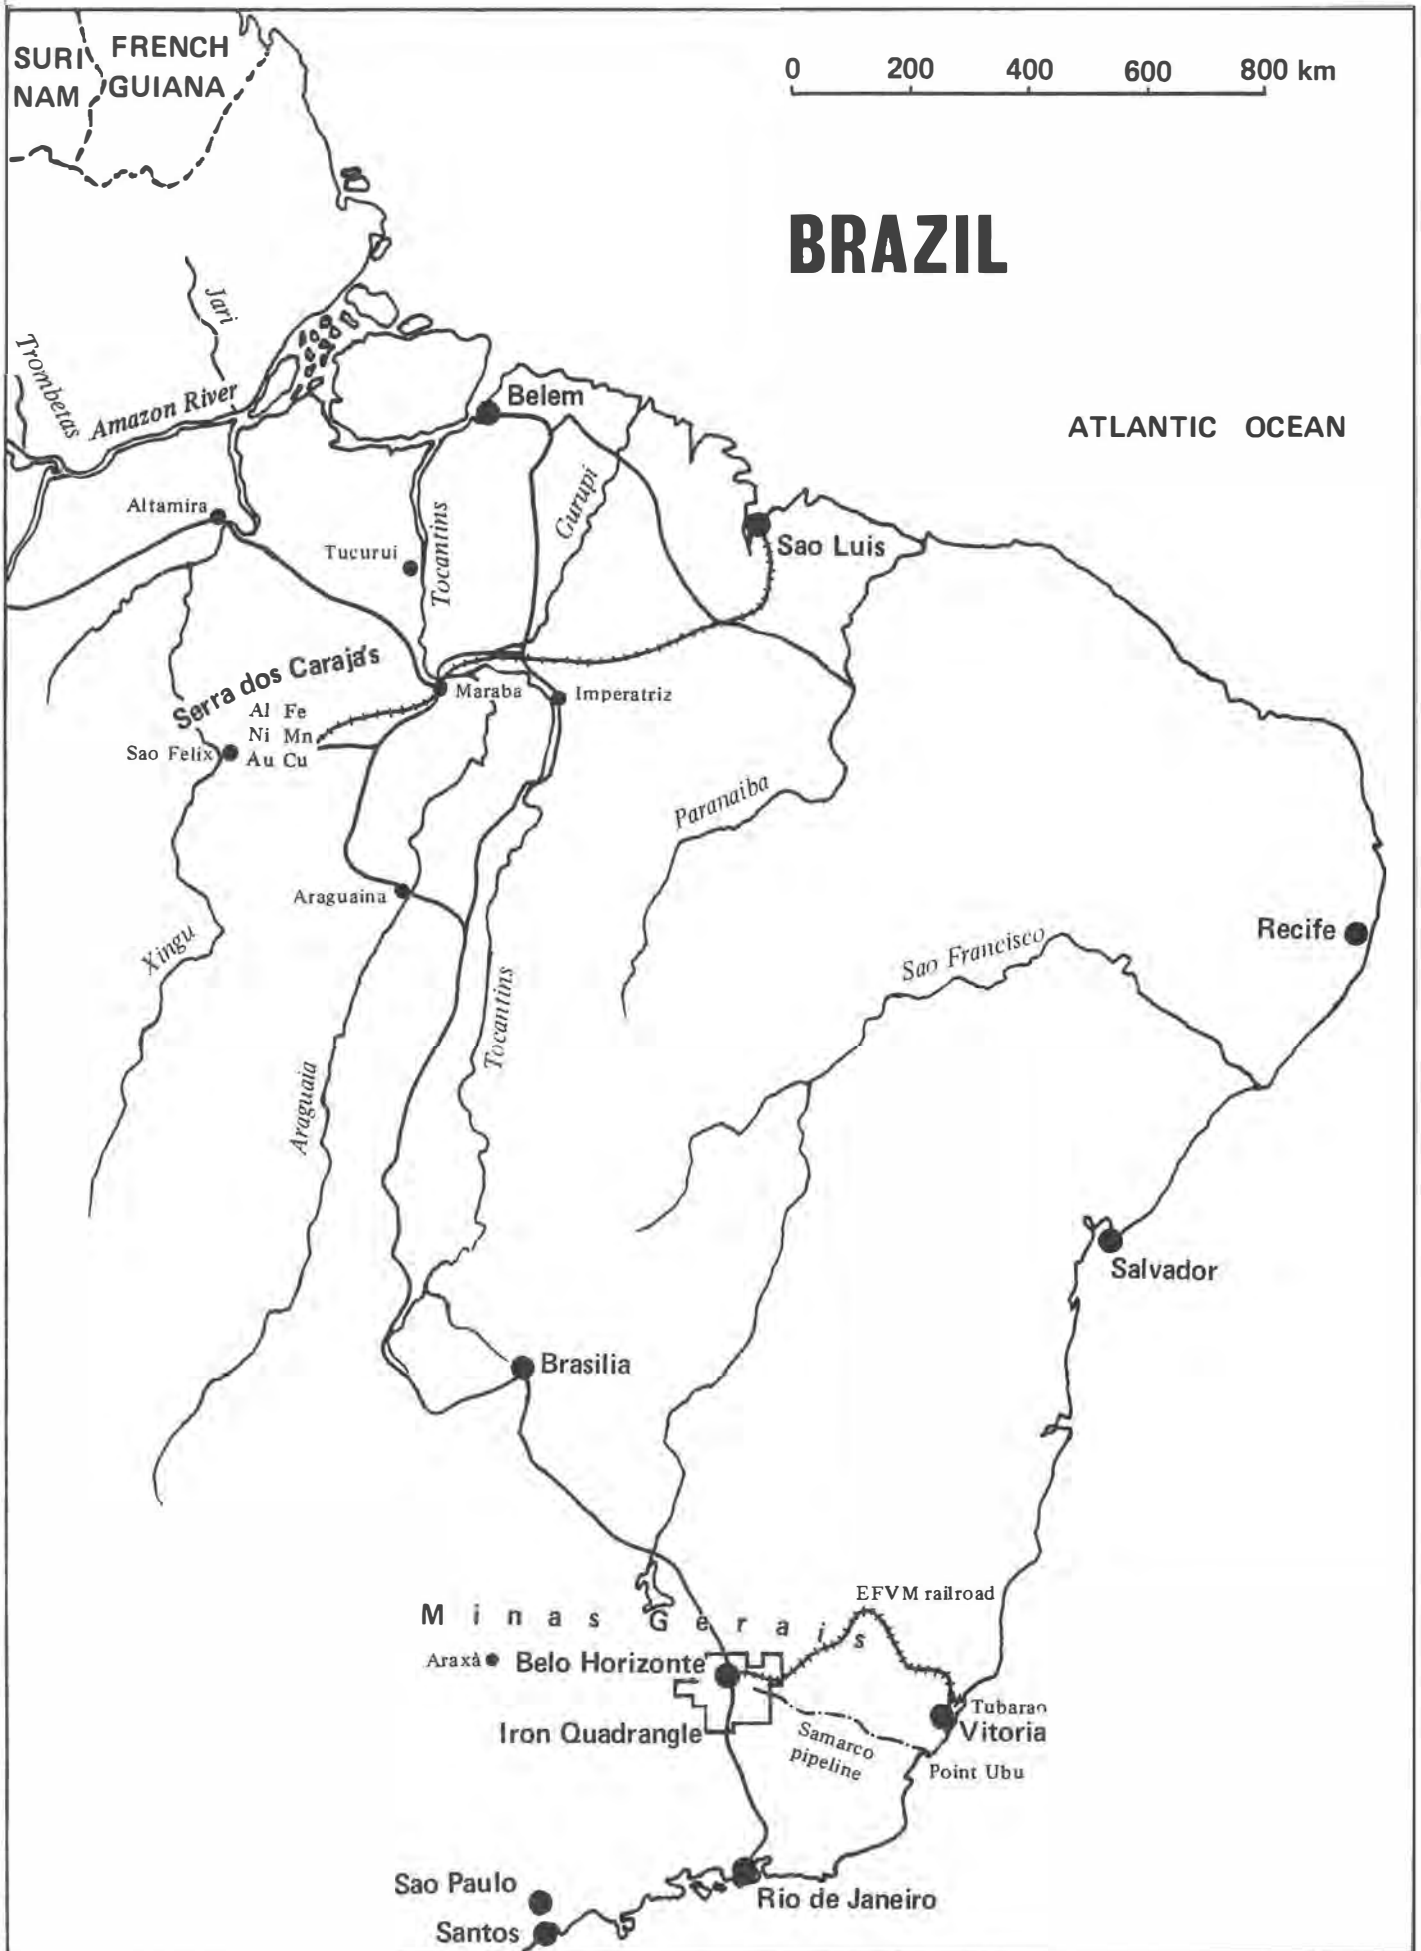 SURI
NAM
FRENCH
GUIANA
0 200 400 600 800 km
BRAZIL
Jari
Trombetas
Amazon River
Belem
ATLANTIC OCEAN
Altamira
Tucurui
Tocantins
Gurupi
Sao Luis
Serra dos Caraja's
Maraba
Imperatriz
Al Fe
Ni Mn
Au Cu
Sao Felix
Paranaiba
Araguaina
Xingu
Recife
Sao Francisco
Tocantins
Araguaia
Salvador
Brasilia
EFVM railroad
Minas Gerais
Araxà
Belo Horizonte
Iron Quadrangle
Tubarao
Vitoria
Samarco
pipeline
Point Ubu
Sao Paulo
Rio de Janeiro
Santos